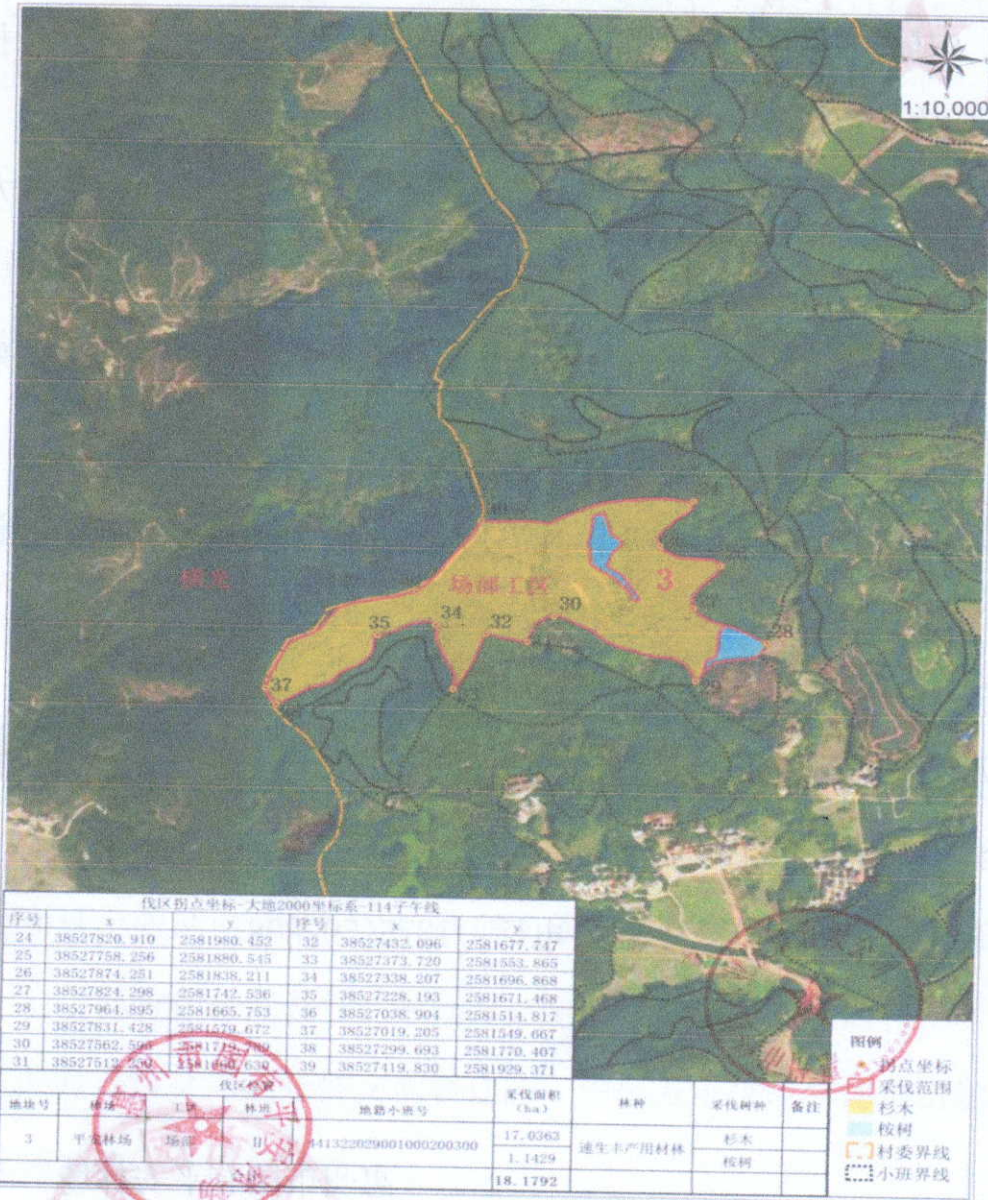 1:10,000
场部工区
3
30
34
32
35
28
37
29
伐区拐点坐标-大地2000坐标系-114子午线
序号 x y 序号 x y
24 38527820.910 2581980.452 32 38527432.096 2581677.747
25 38527758.256 2581880.545 33 38527373.720 2581553.865
26 38527874.251 2581838.211 34 38527338.207 2581696.868
27 38527824.298 2581742.536 35 38527228.193 2581671.468
28 38527964.895 2581665.753 36 38527038.904 2581514.817
29 38527831.428 2581579.672 37 38527019.205 2581549.667
30 38 38527299.693 2581770.407
31 39 38527419.830 2581929.371
地块号 林场 工区 林班 地籍小班号 采伐面积(ha) 林种 采伐树种 备注
3 平安林场 场部 17.0363 速生丰产用材林 杉木
1.1429 桉树
合计 18.1792
图例
拐点坐标
采伐范围
杉木
桉树
村委界线
小班界线